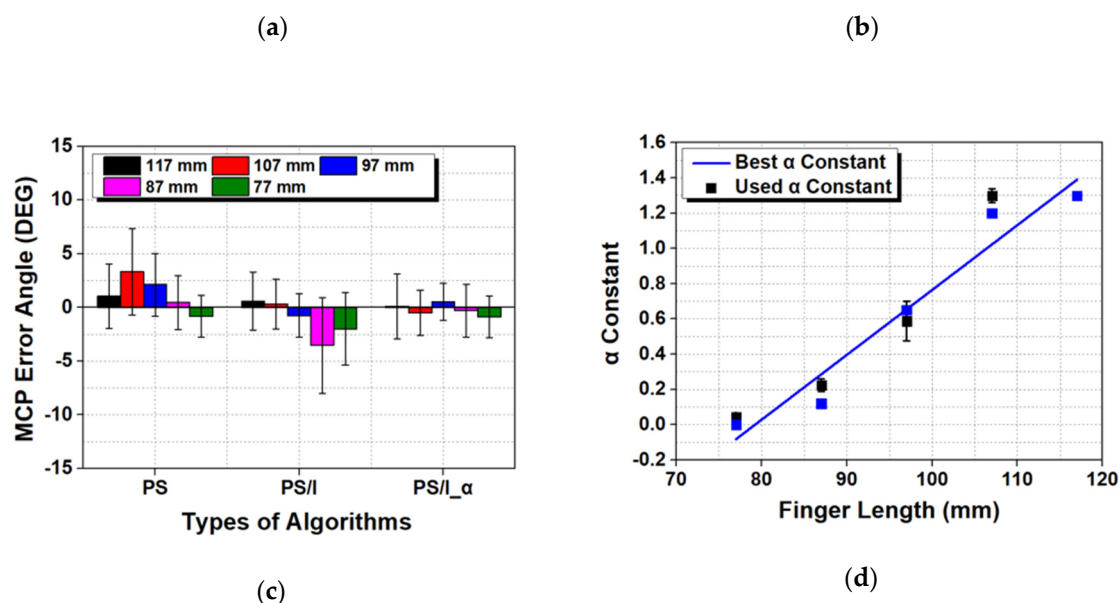 (a)
(b)
15
10
5
0
-5
-10
-15
MCP Error Angle (DEG)
117 mm 107 mm 97 mm
87 mm 77 mm
PS PS/I PS/I_α
Types of Algorithms
1.6
1.4
1.2
1.0
0.8
0.6
0.4
0.2
0.0
-0.2
α Constant
Best α Constant
Used α Constant
70 80 90 100 110 120
Finger Length (mm)
(c)
(d)